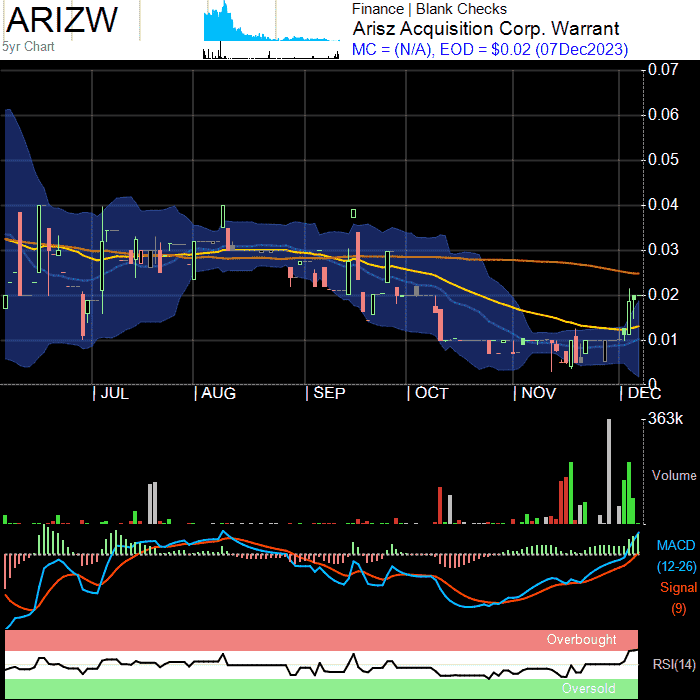 ARIZW
5yr Chart
Finance | Blank Checks
Arisz Acquisition Corp. Warrant
MC = (N/A), EOD = $0.02 (07Dec2023)
0.07
0.06
0.05
0.04
0.03
0.02
0.01
0
JUL
AUG
SEP
OCT
NOV
DEC
363k
Volume
MACD
(12-26)
Signal
(9)
Overbought
RSI(14)
Oversold